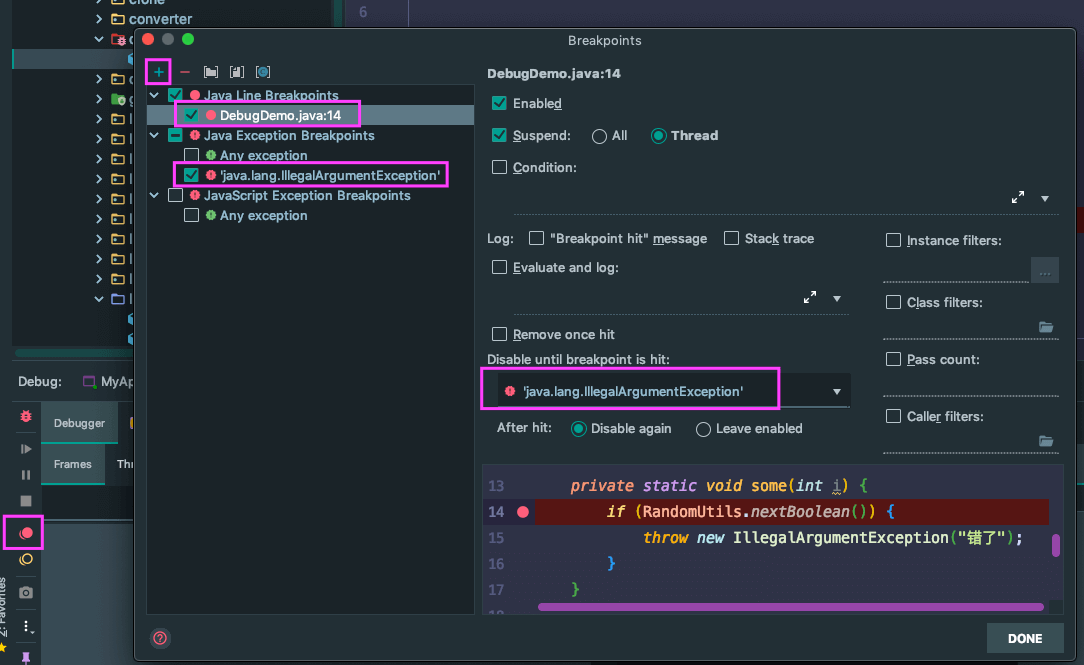 clone
converter
6
Breakpoints
DebugDemo.java:14
Java Line Breakpoints
DebugDemo.java:14
Java Exception Breakpoints
Any exception
'java.lang.IllegalArgumentException'
JavaScript Exception Breakpoints
Any exception
Enabled
Suspend: All Thread
Condition:
Log: "Breakpoint hit" message Stack trace
Evaluate and log:
Remove once hit
Disable until breakpoint is hit:
'java.lang.IllegalArgumentException'
After hit: Disable again Leave enabled
Instance filters:
...
Class filters:
Pass count:
Caller filters:
13 private static void some(int i) {
14 if (RandomUtils.nextBoolean()) {
15 throw new IllegalArgumentException("错了");
16 }
17 }
18
DONE
Debug: MyAp
Debugger
Frames Thr
2: Favorites